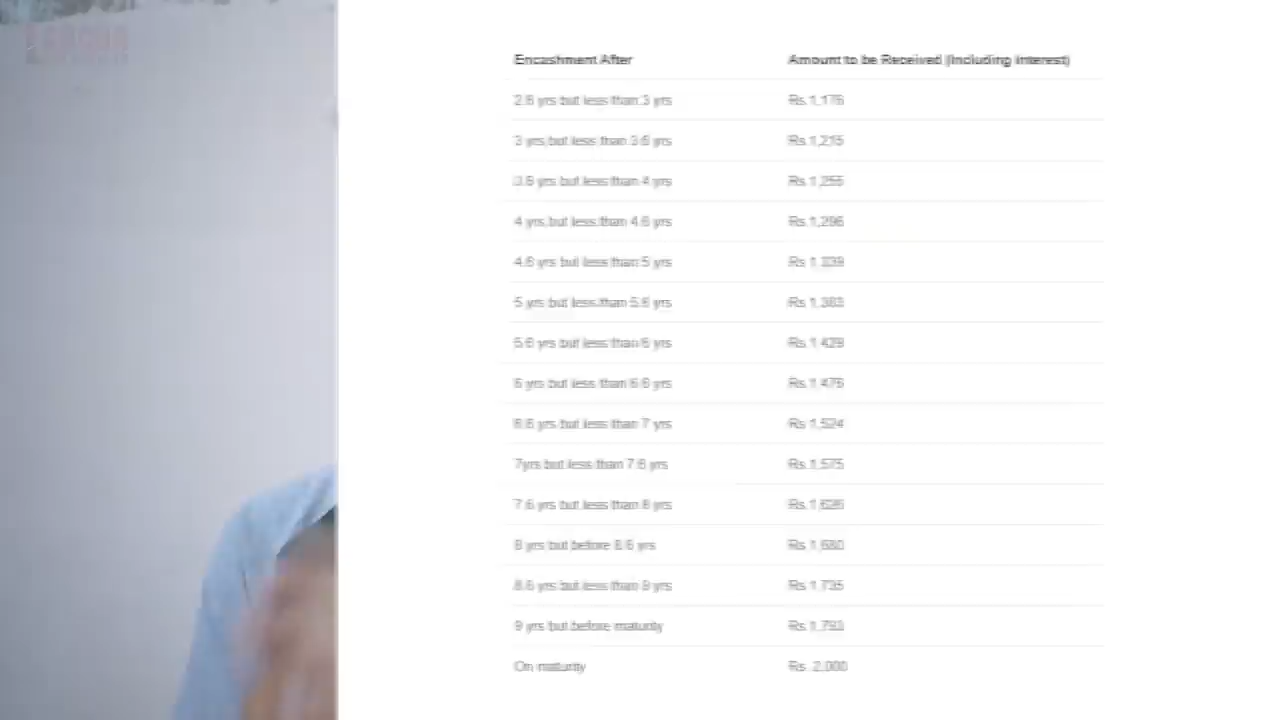 Encashment After Amount to be Received (Including Interest)
2.6 yrs but less than 3 yrs Rs.1,176
3 yrs,but less than 3.6 yrs Rs.1,215
3.6 yrs but less than 4 yrs Rs.1,255
4 yrs,but less than 4.6 yrs Rs.1,296
4.6 yrs but less than 5 yrs Rs 1,339
5 yrs but less than 5.6 yrs Rs 1,383
5.6 yrs but less than 6 yrs Rs.1,429
6 yrs but less than 6.6 yrs Rs.1,476
6.6 yrs but less than 7 yrs Rs 1,524
7yrs but less than 7.6 yrs Rs.1,575
7.6 yrs but less than 8 yrs Rs.1,626
8 yrs but before 8.6 yrs Rs 1,680
8.6 yrs but less than 9 yrs Rs 1,735
9 yrs but before maturity Rs 1,793
On maturity Rs. 2,000